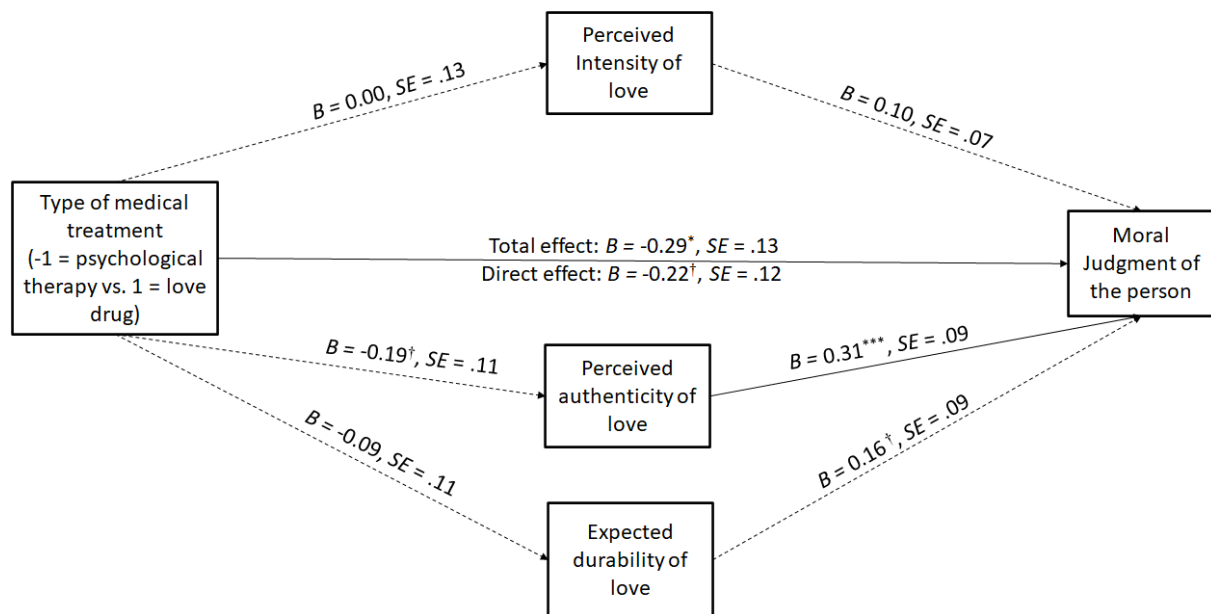 Perceived
Intensity of
love
B = 0.00, SE = .13
B = 0.10, SE = .07
Type of medical
treatment
(-1 = psychological
therapy vs. 1 = love
drug)
Total effect: B = -0.29*, SE = .13
Direct effect: B = -0.22†, SE = .12
Moral
Judgment of
the person
B = -0.19†, SE = .11
Perceived
authenticity of
love
B = 0.31***, SE = .09
B = -0.09, SE = .11
Expected
durability of
love
B = 0.16 †, SE = .09